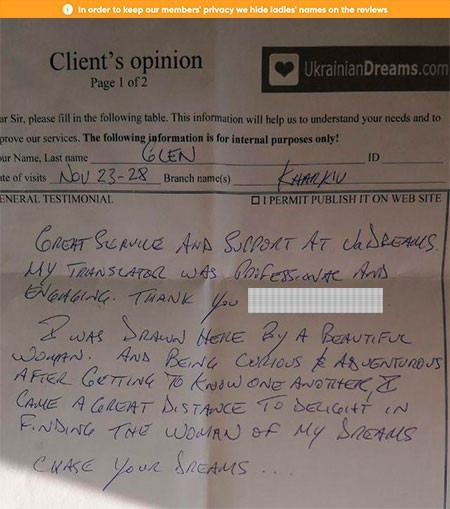 In order to keep our members' privacy we hide ladies' names on the reviews
Client's opinion
Page 1 of 2
UkrainianDreams.com
ar Sir, please fill in the following table. This information will help us to understand your needs and to
prove our services. The following information is for internal purposes only!
our Name, Last name GLEN ID
ate of visits NOV 23-28 Branch name(s) KHARKIV
ENERAL TESTIMONIAL I PERMIT PUBLISH IT ON WEB SITE
GREAT SERVICE AND SUPPORT AT UADREAMS.
MY TRANSLATOR WAS PROFESSIONAL AND
ENGAGING. THANK YOU
I WAS DRAWN HERE BY A BEAUTIFUL
WOMAN. AND BEING CURIOUS & ADVENTUROUS
AFTER GETTING TO KNOW ONE ANOTHER, I
CAME A GREAT DISTANCE TO DELIGHT IN
FINDING THE WOMAN OF MY DREAMS
CHASE YOUR DREAMS ...